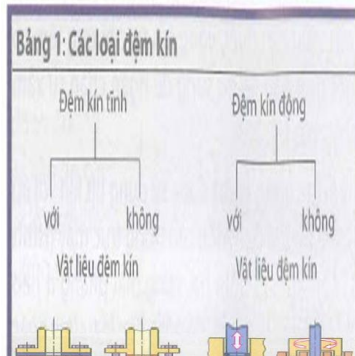 Bảng 1: Các loại đệm kín
Đệm kín tĩnh Đệm kín động
với không với không
Vật liệu đệm kín Vật liệu đệm kín